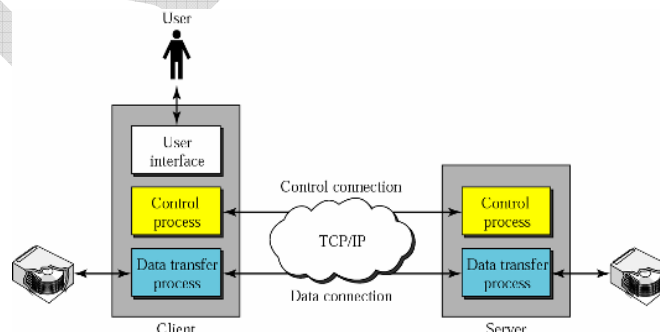 User
User
interface
Control connection
Control
process
Control
process
TCP/IP
Data transfer
process
Data transfer
process
Data connection
Client
Server